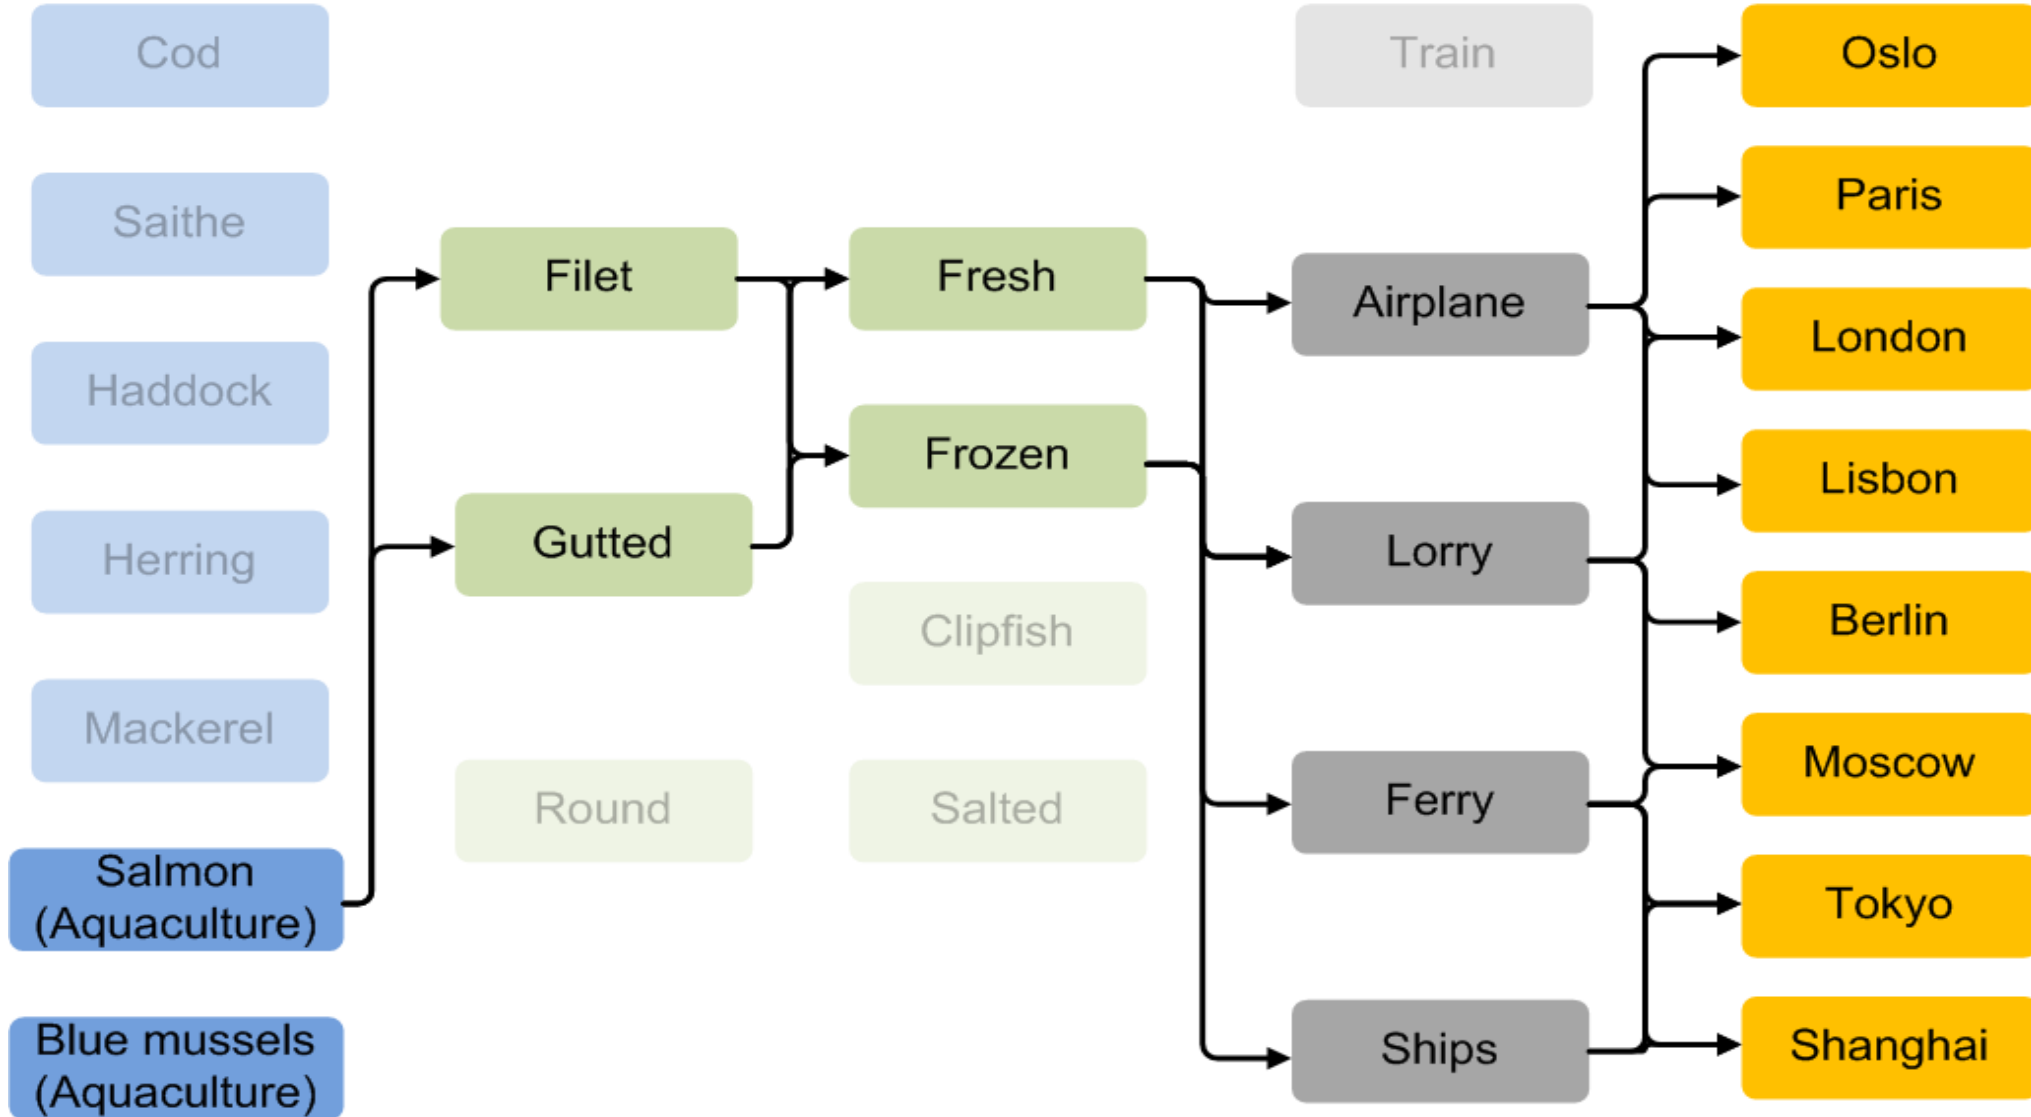 Cod
Saithe
Haddock
Herring
Mackerel
Salmon
(Aquaculture)
Blue mussels
(Aquaculture)
Filet
Gutted
Round
Fresh
Frozen
Clipfish
Salted
Train
Airplane
Lorry
Ferry
Ships
Oslo
Paris
London
Lisbon
Berlin
Moscow
Tokyo
Shanghai